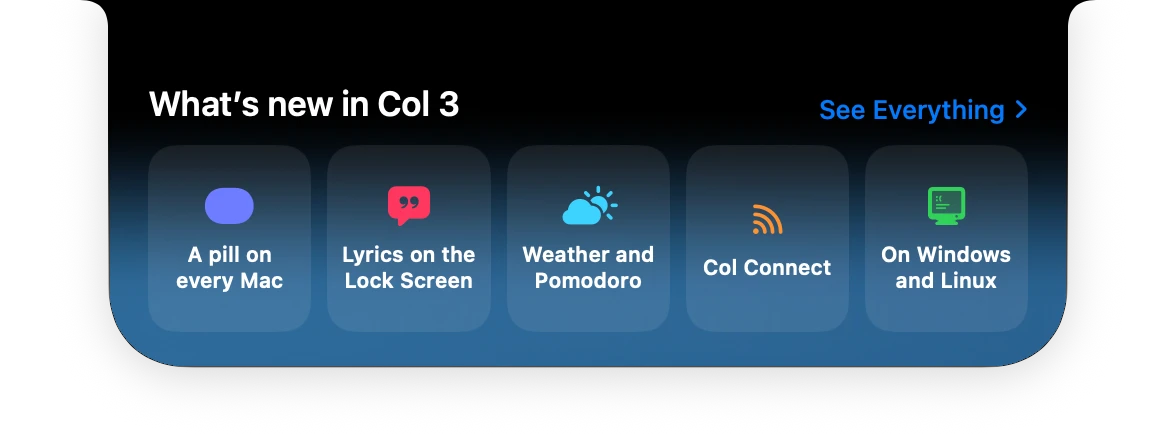 What’s new in Col 3
See Everything
A pill on
every Mac
Lyrics on the
Lock Screen
Weather and
Pomodoro
Col Connect
On Windows
and Linux